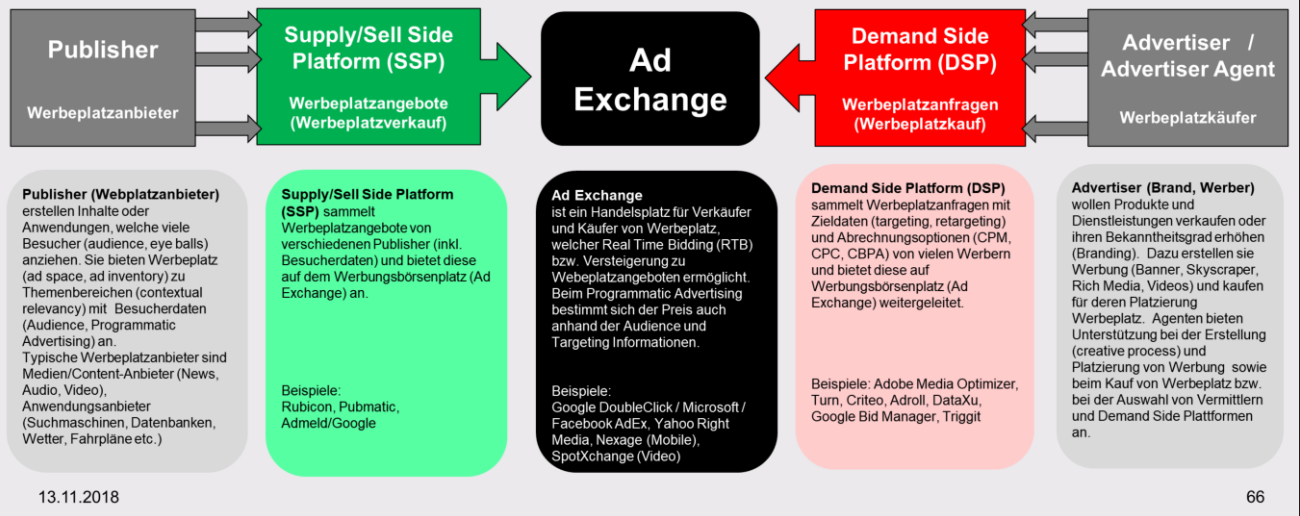 Publisher
Werbeplatzanbieter
Supply/Sell Side
Platform (SSP)
Werbeplatzangebote
(Werbeplatzverkauf)
Ad
Exchange
Demand Side
Platform (DSP)
Werbeplatzanfragen
(Werbeplatzkauf)
Advertiser /
Advertiser Agent
Werbeplatzkäufer
Publisher (Webplatzanbieter)
erstellen Inhalte oder
Anwendungen, welche viele
Besucher (audience, eye balls)
anziehen. Sie bieten Werbeplatz
(ad space, ad inventory) zu
Themenbereichen (contextual
relevancy) mit Besucherdaten
(Audience, Programmatic
Advertising) an.
Typische Werbeplatzanbieter sind
Medien/Content-Anbieter (News,
Audio, Video),
Anwendungsanbieter
(Suchmaschinen, Datenbanken,
Wetter, Fahrpläne etc.)
Supply/Sell Side Platform
(SSP) sammelt
Werbeplatzangebote von
verschiedenen Publisher (inkl.
Besucherdaten) und bietet diese
auf dem Werbungsbörsenplatz (Ad
Exchange) an.
Beispiele:
Rubicon, Pubmatic,
Admeld/Google
Ad Exchange
ist ein Handelsplatz für Verkäufer
und Käufer von Werbeplatz,
welcher Real Time Bidding (RTB)
bzw. Versteigerung zu
Webeplatzangeboten ermöglicht.
Beim Programmatic Advertising
bestimmt sich der Preis auch
anhand der Audience und
Targeting Informationen.
Beispiele:
Google DoubleClick / Microsoft /
Facebook AdEx, Yahoo Right
Media, Nexage (Mobile),
SpotXchange (Video)
Demand Side Platform (DSP)
sammelt Werbeplatzanfragen mit
Zieldaten (targeting, retargeting)
und Abrechnungsoptionen (CPM,
CPC, CBPA) von vielen Werbern
und bietet diese auf
Werbungsbörsenplatz (Ad
Exchange) weitergeleitet.
Beispiele: Adobe Media Optimizer,
Turn, Criteo, Adroll, DataXu,
Google Bid Manager, Triggit
Advertiser (Brand, Werber)
wollen Produkte und
Dienstleistungen verkaufen oder
ihren Bekanntheitsgrad erhöhen
(Branding). Dazu erstellen sie
Werbung (Banner, Skyscraper,
Rich Media, Videos) und kaufen
für deren Platzierung
Werbeplatz. Agenten bieten
Unterstützung bei der Erstellung
(creative process) und
Platzierung von Werbung sowie
beim Kauf von Werbeplatz bzw.
bei der Auswahl von Vermittlern
und Demand Side Plattformen
an.
13.11.2018
66